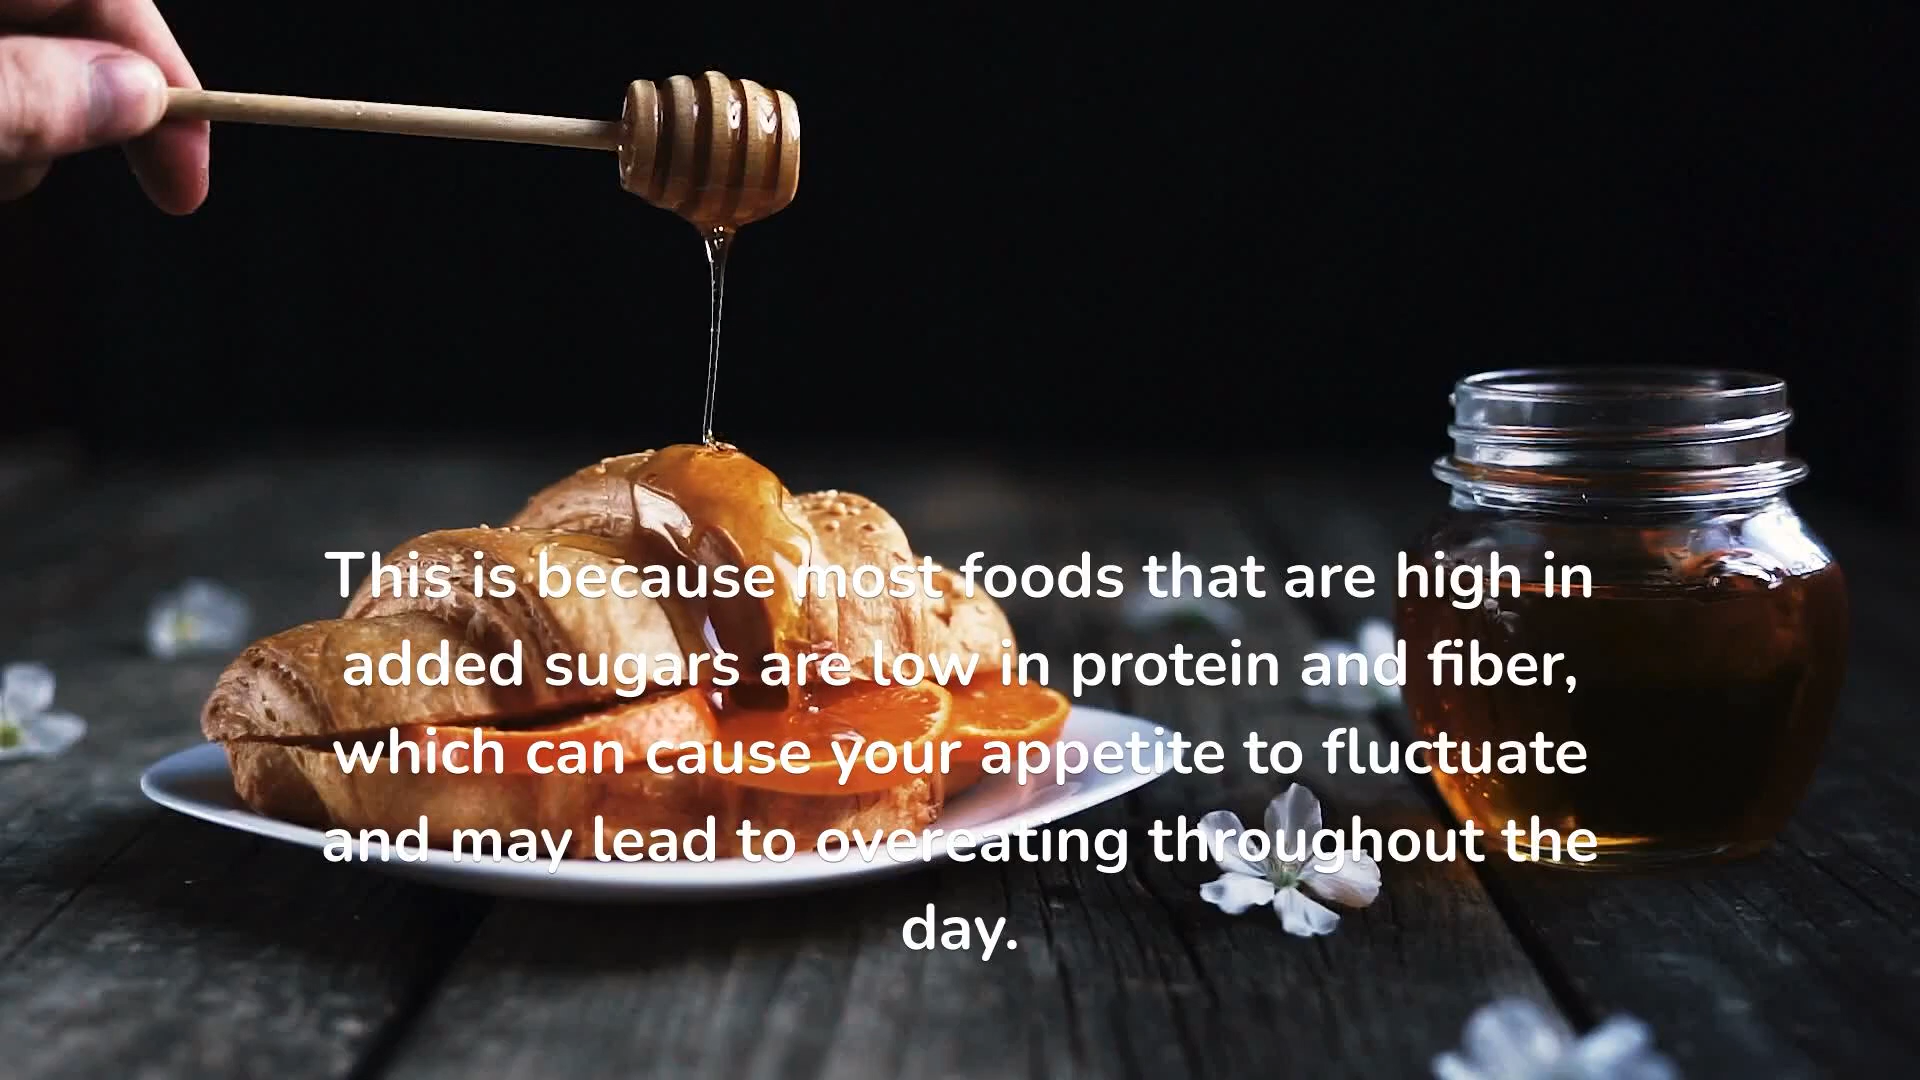 This is because most foods that are high in
added sugars are low in protein and fiber,
which can cause your appetite to fluctuate
and may lead to overeating throughout the
day.